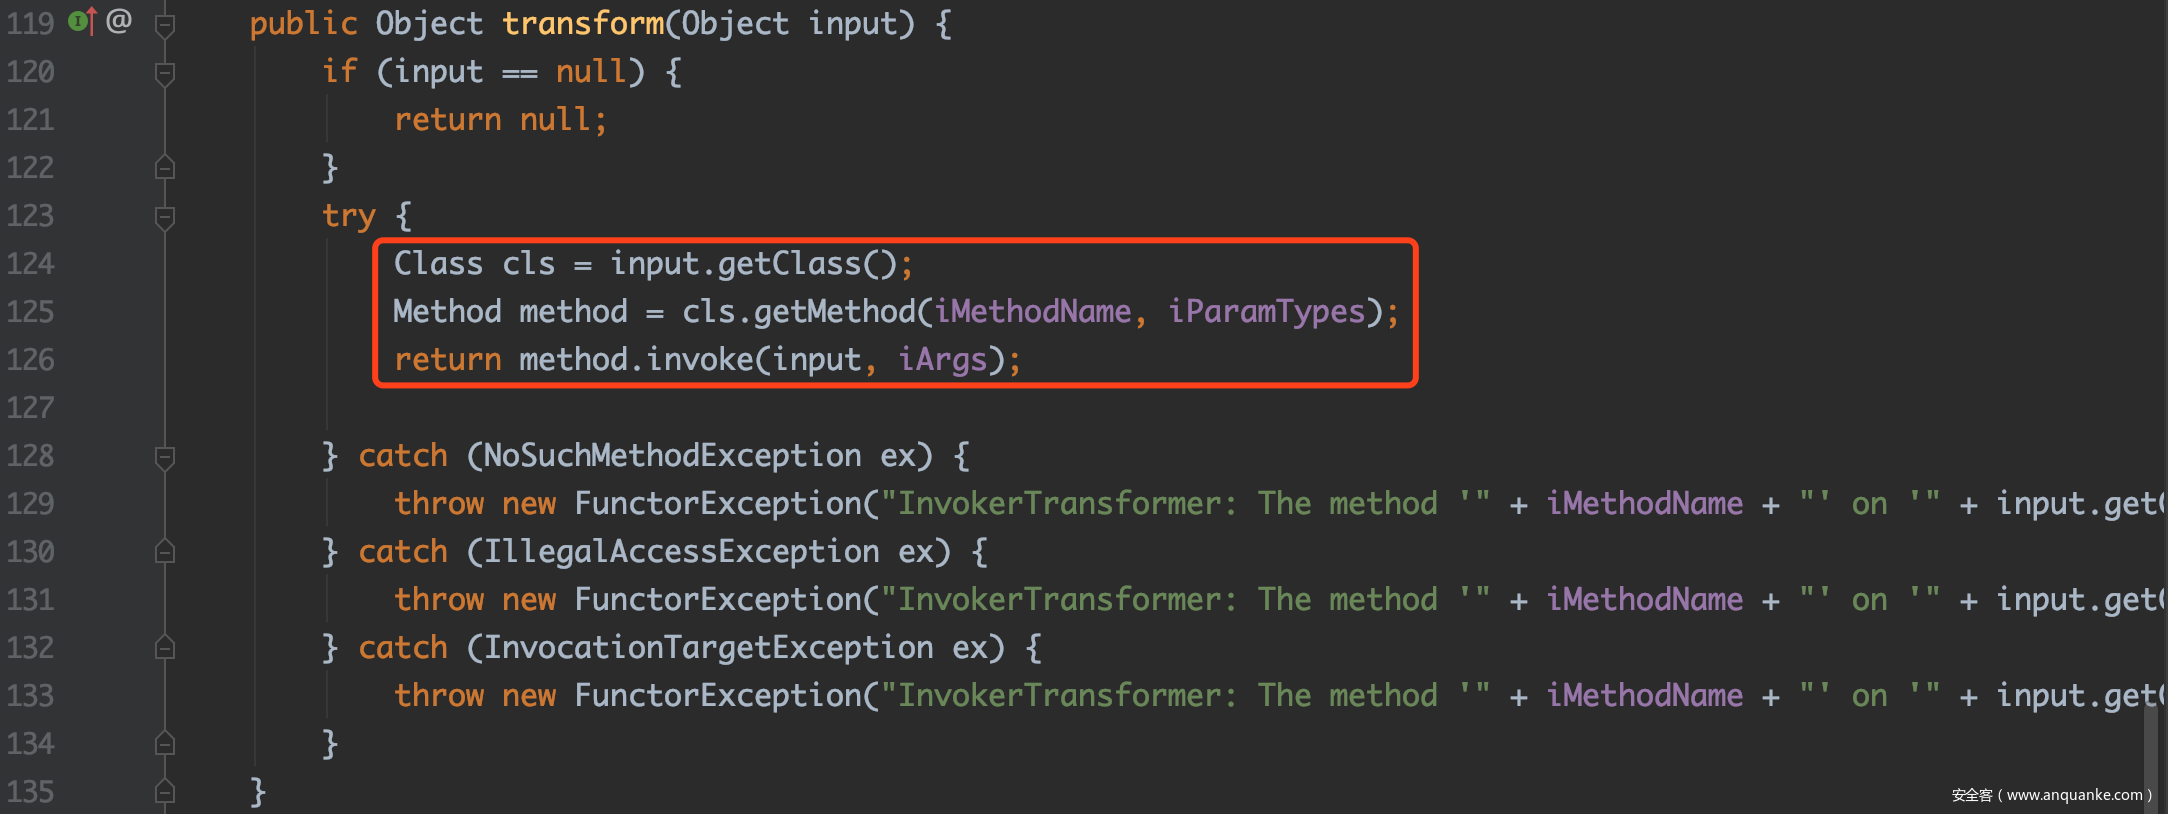 119 @ public Object transform(Object input) {
120 if (input == null) {
121 return null;
122 }
123 try {
124 Class cls = input.getClass();
125 Method method = cls.getMethod(iMethodName, iParamTypes);
126 return method.invoke(input, iArgs);
127
128 } catch (NoSuchMethodException ex) {
129 throw new FunctorException("InvokerTransformer: The method '" + iMethodName + "' on '" + input.get
130 } catch (IllegalAccessException ex) {
131 throw new FunctorException("InvokerTransformer: The method '" + iMethodName + "' on '" + input.get
132 } catch (InvocationTargetException ex) {
133 throw new FunctorException("InvokerTransformer: The method '" + iMethodName + "' on '" + input.get
134 }
135 }
安全客（www.anquanke.com）